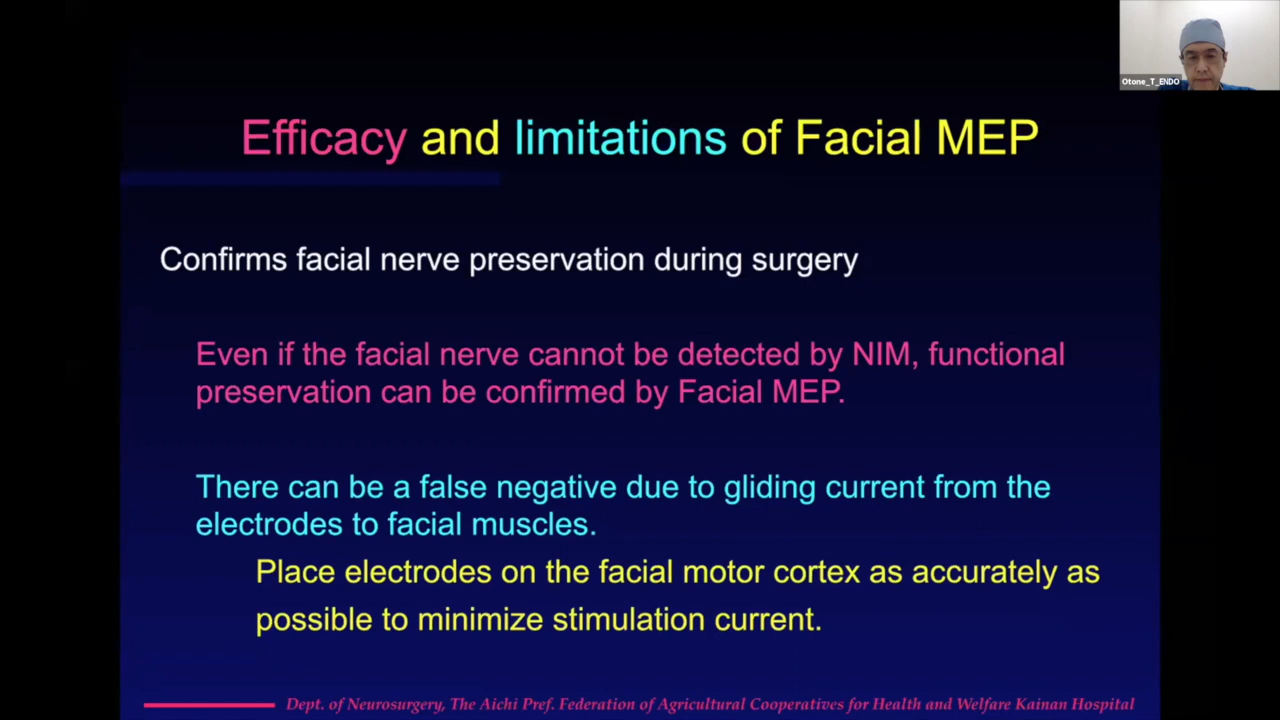 Otone_T_ENDO
Efficacy and limitations of Facial MEP
Confirms facial nerve preservation during surgery
Even if the facial nerve cannot be detected by NIM, functional
preservation can be confirmed by Facial MEP.
There can be a false negative due to gliding current from the
electrodes to facial muscles.
Place electrodes on the facial motor cortex as accurately as
possible to minimize stimulation current.
Dept. of Neurosurgery, The Aichi Pref. Federation of Agricultural Cooperatives for Health and Welfare Kainan Hospital